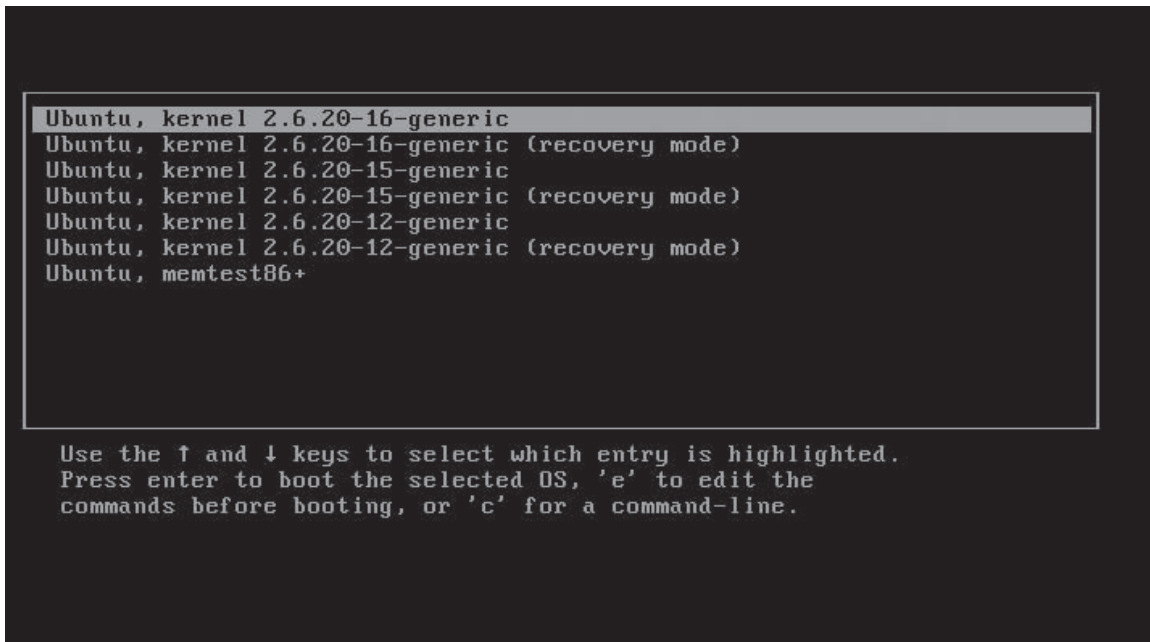 Ubuntu, kernel 2.6.20-16-generic
Ubuntu, kernel 2.6.20-16-generic (recovery mode)
Ubuntu, kernel 2.6.20-15-generic
Ubuntu, kernel 2.6.20-15-generic (recovery mode)
Ubuntu, kernel 2.6.20-12-generic
Ubuntu, kernel 2.6.20-12-generic (recovery mode)
Ubuntu, memtest86+
Use the ↑ and ↓ keys to select which entry is highlighted.
Press enter to boot the selected OS, 'e' to edit the
commands before booting, or 'c' for a command-line.